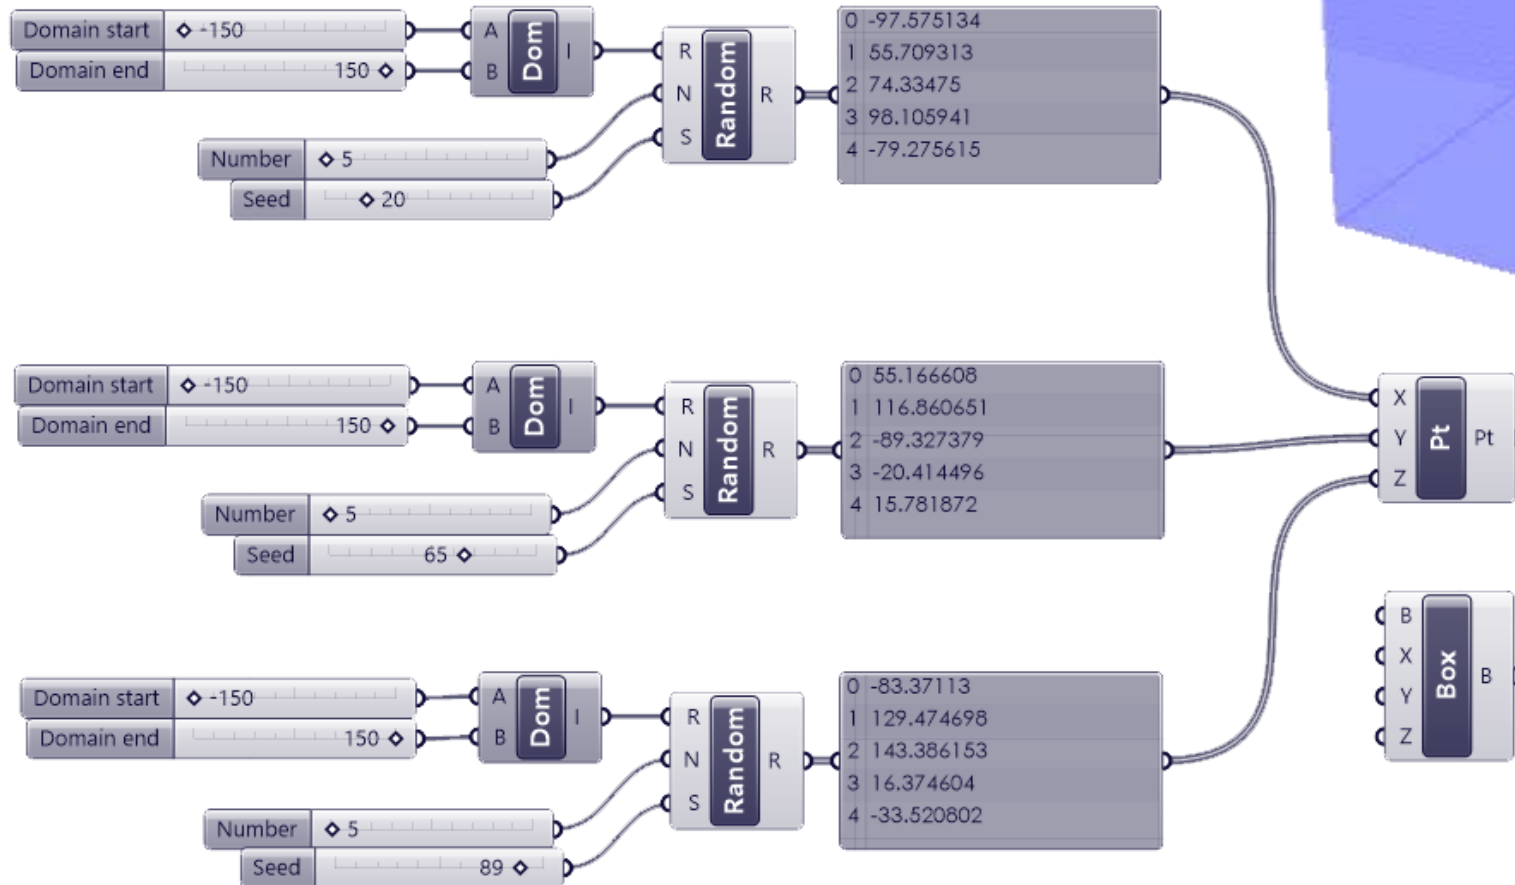 Domain start -150
Domain end 150
A
B
Dom
I
Number 5
Seed 20
R
N
S
Random
R
0 -97.575134
1 55.709313
2 74.33475
3 98.105941
4 -79.275615
Domain start -150
Domain end 150
A
B
Dom
I
Number 5
Seed 65
R
N
S
Random
R
0 55.166608
1 116.860651
2 -89.327379
3 -20.414496
4 15.781872
X
Y
Z
Pt
Pt
Domain start -150
Domain end 150
A
B
Dom
I
Number 5
Seed 89
R
N
S
Random
R
0 -83.37113
1 129.474698
2 143.386153
3 16.374604
4 -33.520802
B
X
Y
Z
Box
B